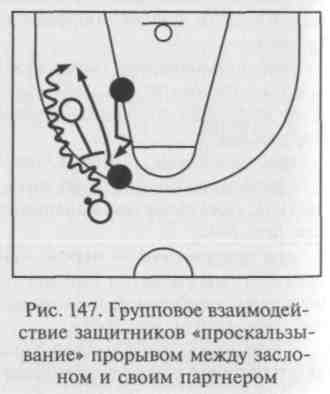 Рис. 147. Групповое взаимодей-
ствие защитников «проскальзы-
вание» прорывом между засло-
ном и своим партнером